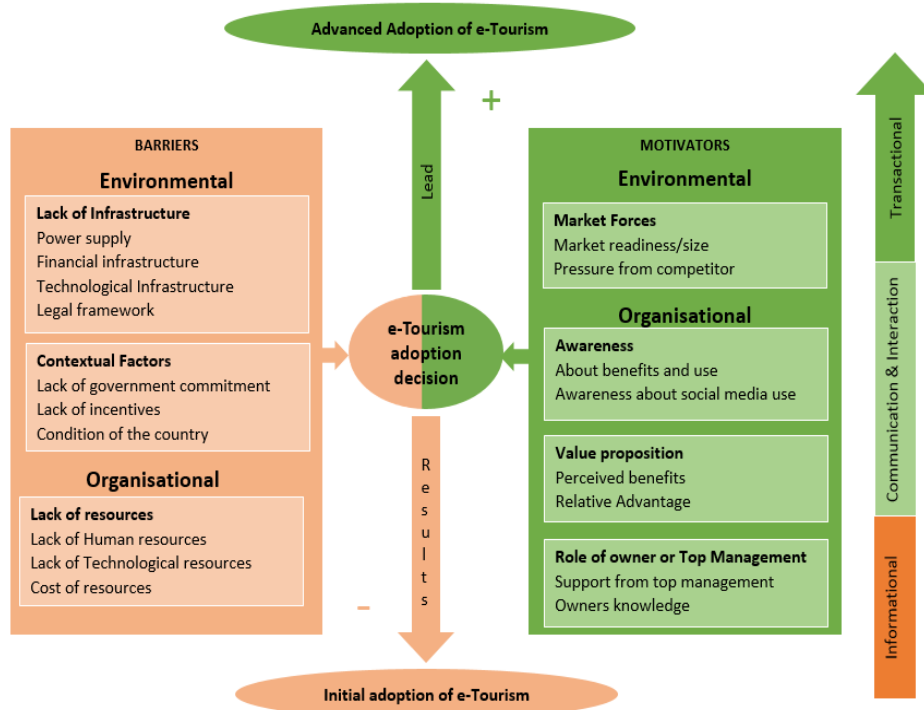 Advanced Adoption of e-Tourism
+
Lead
BARRIERS
Environmental
Lack of Infrastructure
Power supply
Financial infrastructure
Technological Infrastructure
Legal framework
Contextual Factors
Lack of government commitment
Lack of incentives
Condition of the country
Organisational
Lack of resources
Lack of Human resources
Lack of Technological resources
Cost of resources
e-Tourism
adoption
decision
Results
-
MOTIVATORS
Environmental
Market Forces
Market readiness/size
Pressure from competitor
Organisational
Awareness
About benefits and use
Awareness about social media use
Value proposition
Perceived benefits
Relative Advantage
Role of owner or Top Management
Support from top management
Owners knowledge
Transactional
Communication & Interaction
Informational
Initial adoption of e-Tourism